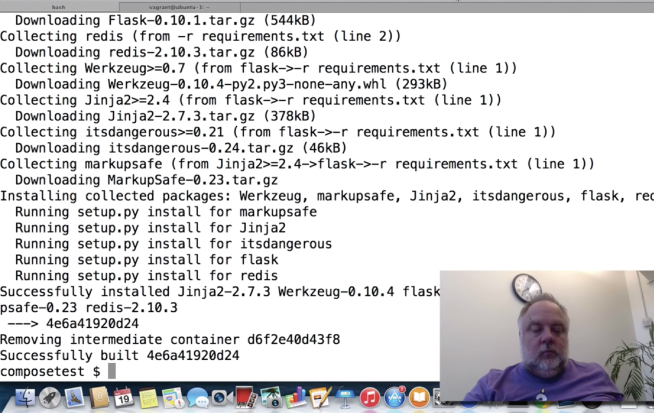 bash
vagrant@ubuntu-1: ~
Downloading Flask-0.10.1.tar.gz (544kB)
Collecting redis (from -r requirements.txt (line 2))
Downloading redis-2.10.3.tar.gz (86kB)
Collecting Werkzeug>=0.7 (from flask->-r requirements.txt (line 1))
Downloading Werkzeug-0.10.4-py2.py3-none-any.whl (293kB)
Collecting Jinja2>=2.4 (from flask->-r requirements.txt (line 1))
Downloading Jinja2-2.7.3.tar.gz (378kB)
Collecting itsdangerous>=0.21 (from flask->-r requirements.txt (line 1))
Downloading itsdangerous-0.24.tar.gz (46kB)
Collecting markupsafe (from Jinja2>=2.4->flask->-r requirements.txt (line 1))
Downloading MarkupSafe-0.23.tar.gz
Installing collected packages: Werkzeug, markupsafe, Jinja2, itsdangerous, flask, red
Running setup.py install for markupsafe
Running setup.py install for Jinja2
Running setup.py install for itsdangerous
Running setup.py install for flask
Running setup.py install for redis
Successfully installed Jinja2-2.7.3 Werkzeug-0.10.4 flask
psafe-0.23 redis-2.10.3
---> 4e6a41920d24
Removing intermediate container d6f2e40d43f8
Successfully built 4e6a41920d24
composetest $
19